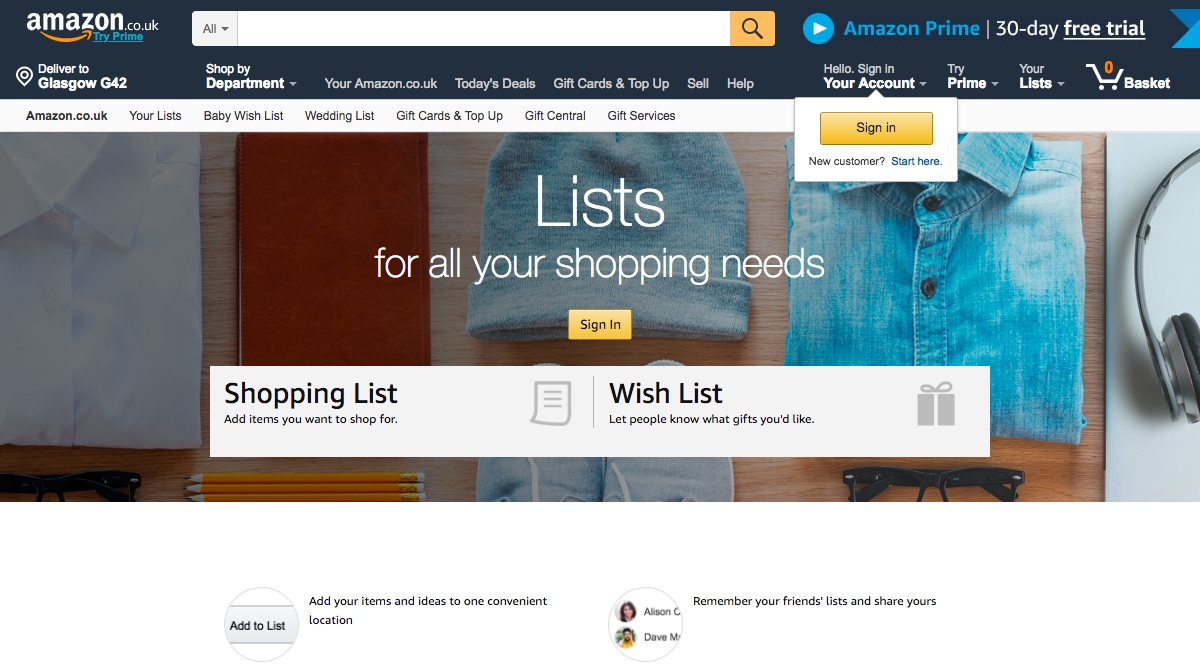 amazon.co.uk
Try Prime
All
Amazon Prime | 30-day free trial
Deliver to
Glasgow G42
Shop by
Department
Your Amazon.co.uk
Today's Deals
Gift Cards & Top Up
Sell
Help
Hello. Sign in
Your Account
Try
Prime
Your
Lists
0
Basket
Amazon.co.uk
Your Lists
Baby Wish List
Wedding List
Gift Cards & Top Up
Gift Central
Gift Services
Sign in
New customer? Start here.
Lists
for all your shopping needs
Sign In
Shopping List
Add items you want to shop for.
Wish List
Let people know what gifts you'd like.
Add to List
Add your items and ideas to one convenient
location
Alison C
Dave M
Remember your friends' lists and share yours